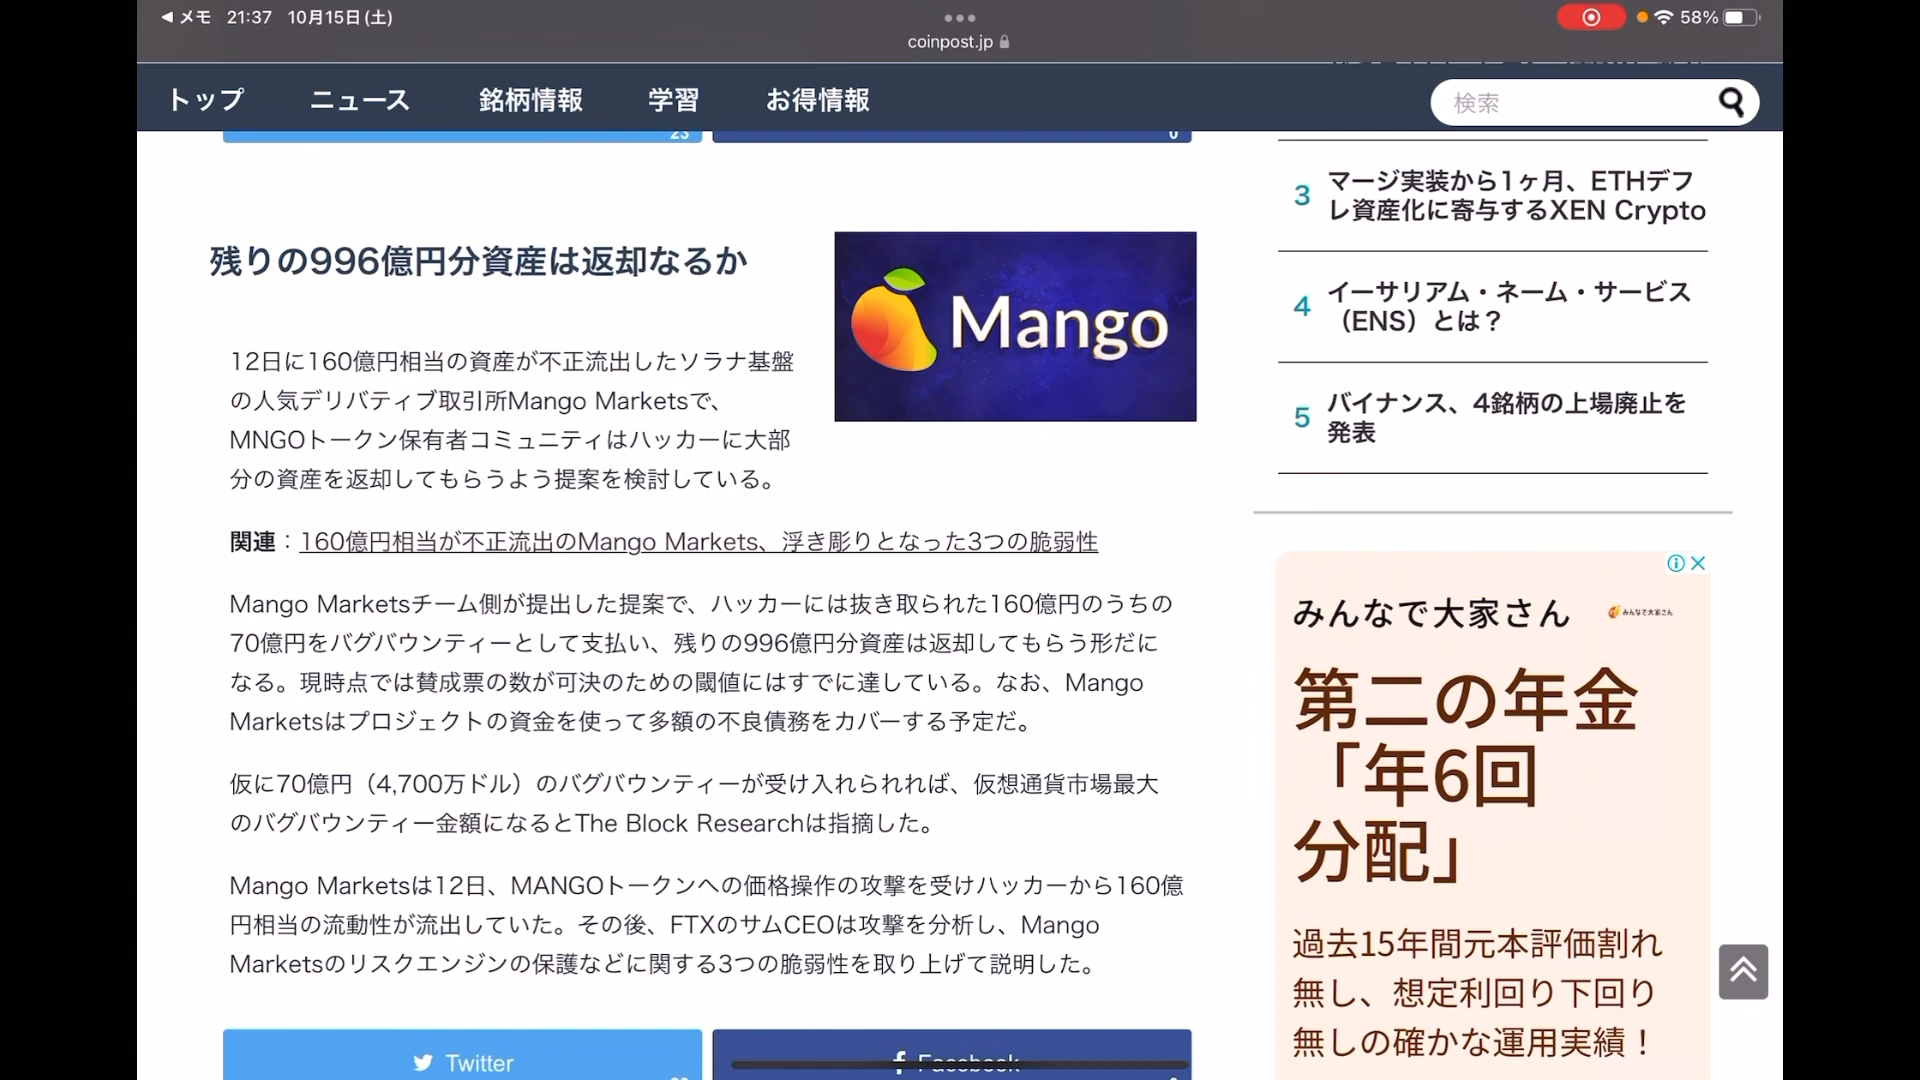 メモ 21:37 10月15日(土)
58%
coinpost.jp
トップ ニュース 銘柄情報 学習 お得情報
検索
23
0
残りの996億円分資産は返却なるか
Mango
12日に160億円相当の資産が不正流出したソラナ基盤
の人気デリバティブ取引所Mango Marketsで、
MNGOトークン保有者コミュニティはハッカーに大部
分の資産を返却してもらうよう提案を検討している。
関連：160億円相当が不正流出のMango Markets、浮き彫りとなった3つの脆弱性
Mango Marketsチーム側が提出した提案で、ハッカーには抜き取られた160億円のうちの
70億円をバグバウンティーとして支払い、残りの996億円分資産は返却してもらう形だに
なる。現時点では賛成票の数が可決のための閾値にはすでに達している。なお、Mango
Marketsはプロジェクトの資金を使って多額の不良債務をカバーする予定だ。
仮に70億円（4,700万ドル）のバグバウンティーが受け入れられれば、仮想通貨市場最大
のバグバウンティー金額になるとThe Block Researchは指摘した。
Mango Marketsは12日、MANGOトークンへの価格操作の攻撃を受けハッカーから160億
円相当の流動性が流出していた。その後、FTXのサムCEOは攻撃を分析し、Mango
Marketsのリスクエンジンの保護などに関する3つの脆弱性を取り上げて説明した。
Twitter
Facebook
3 マージ実装から1ヶ月、ETHデフ
レ資産化に寄与するXEN Crypto
4 イーサリアム・ネーム・サービス
（ENS）とは？
5 バイナンス、4銘柄の上場廃止を
発表
みんなで大家さん
みんなで大家さん
第二の年金
「年6回
分配」
過去15年間元本評価割れ
無し、想定利回り下回り
無しの確かな運用実績！